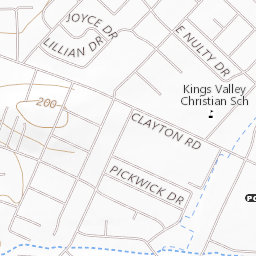 JOYCE DR
LILLIAN DR
E NULTY DR
Kings Valley
Christian Sch
200
CLAYTON RD
PICKWICK DR